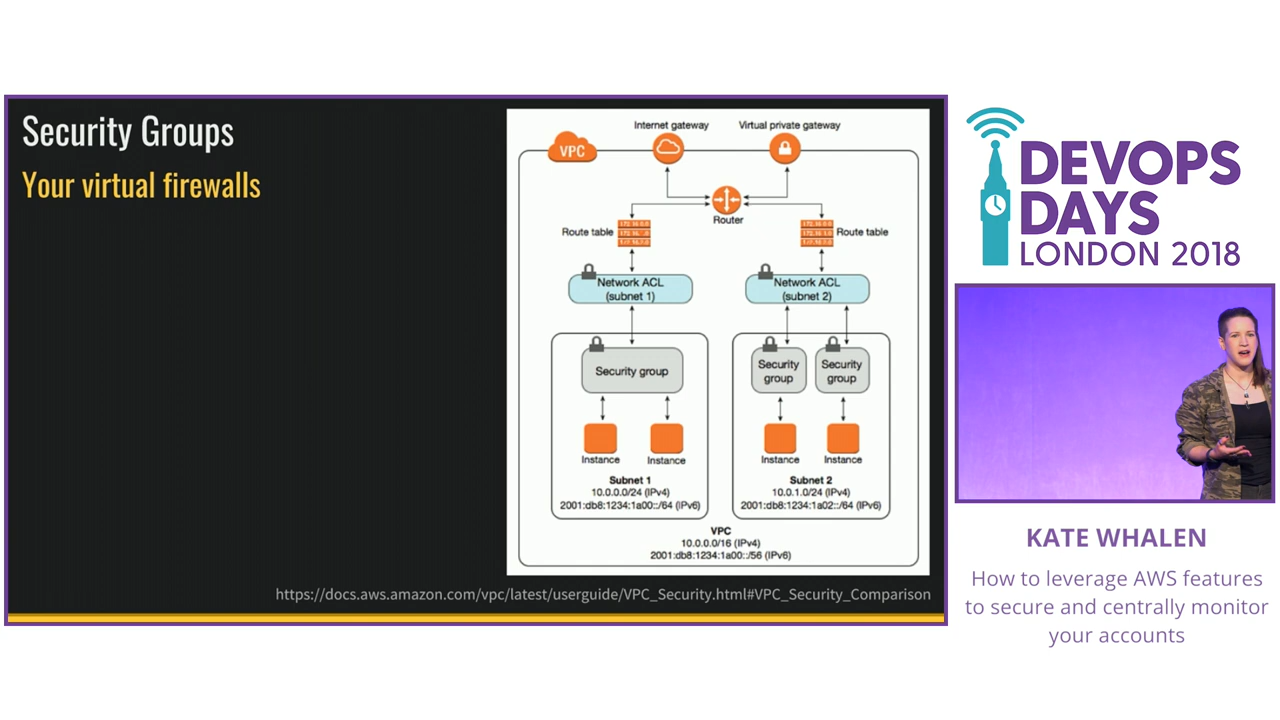 Security Groups
Your virtual firewalls
Internet gateway
Virtual private gateway
VPC
Router
Route table
Route table
Network ACL
(subnet 1)
Network ACL
(subnet 2)
Security group
Security
group
Security
group
Instance
Instance
Instance
Instance
Subnet 1
10.0.0.0/24 (IPv4)
2001:db8:1234:1a00::/64 (IPv6)
Subnet 2
10.0.1.0/24 (IPv4)
2001:db8:1234:1a02::/64 (IPv6)
VPC
10.0.0.0/16 (IPv4)
2001:db8:1234:1a00::/56 (IPv6)
https://docs.aws.amazon.com/vpc/latest/userguide/VPC_Security.html#VPC_Security_Comparison
DEVOPS
DAYS
LONDON 2018
KATE WHALEN
How to leverage AWS features
to secure and centrally monitor
your accounts